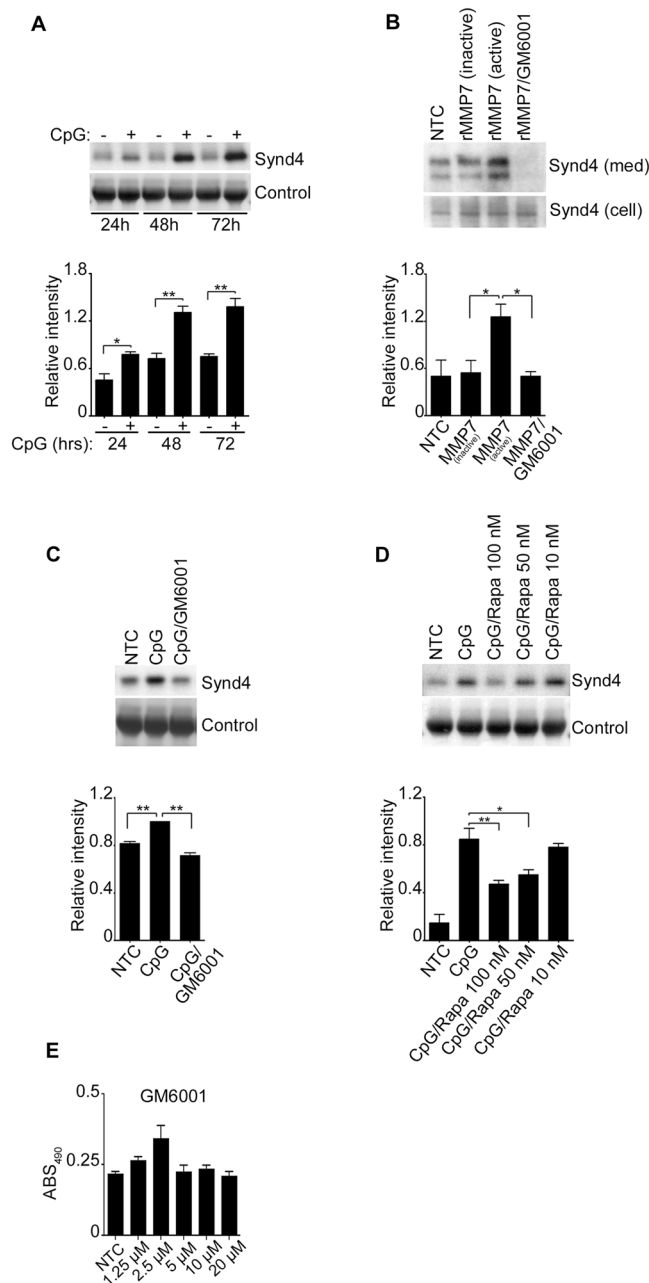 A
CpG: - + - + - +
Synd4
Control
24h 48h 72h
Relative intensity
1.8
1.2
0.6
0
* ** **
- + - + - +
CpG (hrs): 24 48 72
B
NTC
rMMP7 (inactive)
rMMP7 (active)
rMMP7/GM6001
Synd4 (med)
Synd4 (cell)
Relative intensity
1.8
1.2
0.6
0
* *
NTC
MMP7
(inactive)
MMP7
(active)
MMP7/
GM6001
C
NTC
CpG
CpG/GM6001
Synd4
Control
Relative intensity
1.2
0.8
0.4
0
** **
NTC
CpG
CpG/
GM6001
D
NTC
CpG
CpG/Rapa 100 nM
CpG/Rapa 50 nM
CpG/Rapa 10 nM
Synd4
Control
Relative intensity
1.2
0.8
0.4
0
*
**
NTC
CpG
CpG/Rapa 100 nM
CpG/Rapa 50 nM
CpG/Rapa 10 nM
E
GM6001
ABS490
0.5
0.25
0
NTC
1.25 µM
2.5 µM
5 µM
10 µM
20 µM